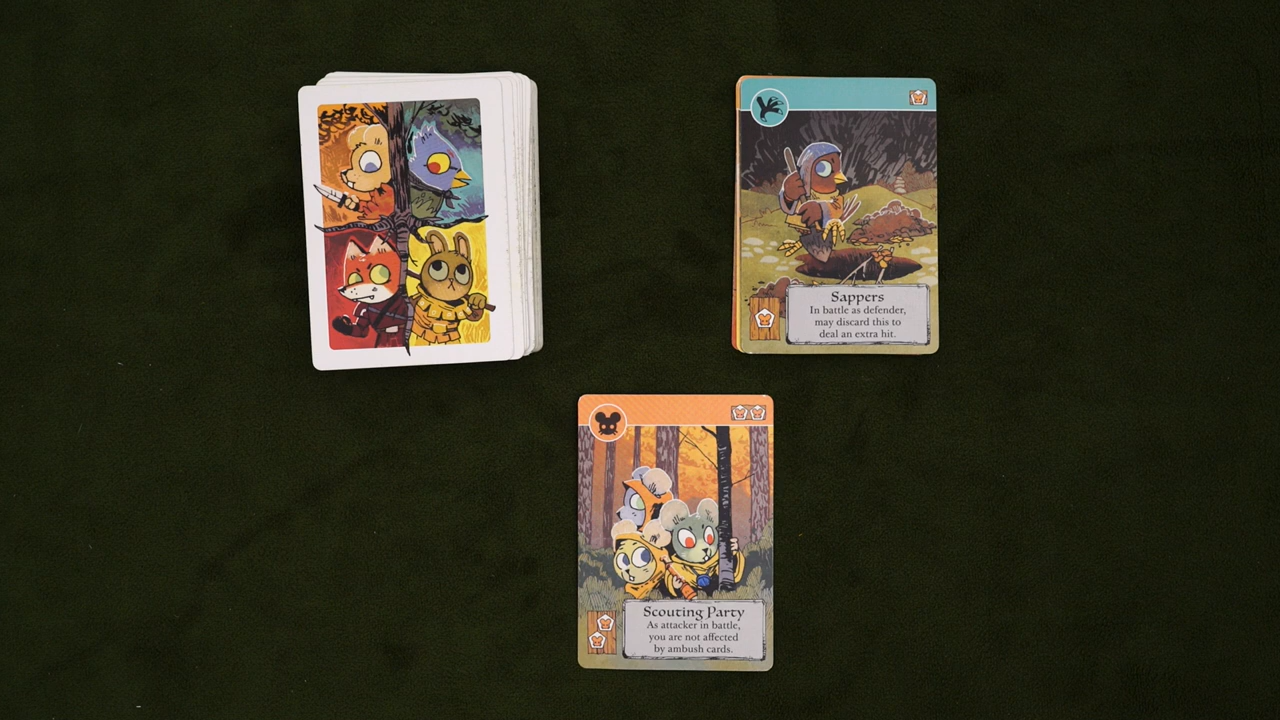 Sappers
In battle as defender,
may discard this to
deal an extra hit.
Scouting Party
As attacker in battle,
you are not affected
by ambush cards.